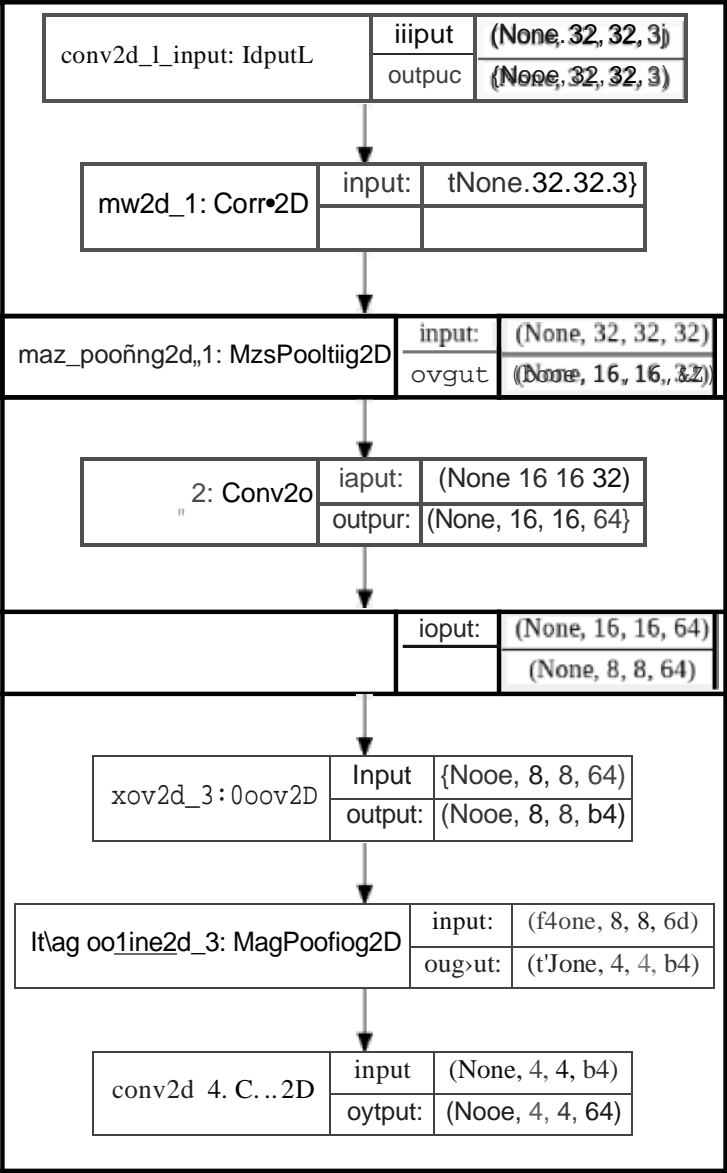 conv2d_l_input: IdputL
iiiput (None. 32, 32, 3)
outpuc (None, 32, 32, 3)
mw2d_1: Corr•2D
input: tNone.32.32.3}
maz_pooñng2d„1: MzsPooltiig2D
input: (None, 32, 32, 32)
ovgut 16, 16,
2: Conv2o
"
iaput: (None 16 16 32)
outpur: (None, 16, 16, 64}
ioput: (None, 16, 16, 64)
(None, 8, 8, 64)
xov2d_3:0oov2D
Input {Nooe, 8, 8, 64)
output: (Nooe, 8, 8, b4)
It\ag oo1ine2d_3: MagPoofiog2D
input: (f4one, 8, 8, 6d)
oug›ut: (t'Jone, 4, 4, b4)
conv2d 4. C...2D
input (None, 4, 4, b4)
oytput: (Nooe, 4, 4, 64)